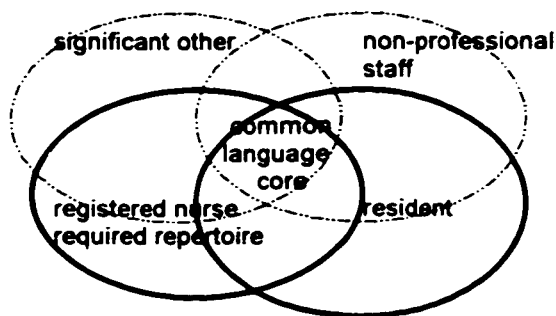 significant other
non-professional
staff
common
language
core
registered nurse
required repertoire
resident